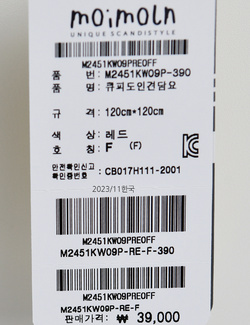 moimoln
UNIQUE SCANDISTYLE
M2451KW09PREOFF
품 번: M2451KW09P-390
품 명: 큐피도인견담요
규 격: 120cm*120cm
색 상: 레드
호 칭: F (F)
안전확인신고
확인증번호 : CB017H111-2001
2023/11한국
M2451KW09PREOFF
M2451KW09P-RE-F-390
M2451KW09PREOFF
M2451KW09P-RE-F
판매가격: ₩ 39,000